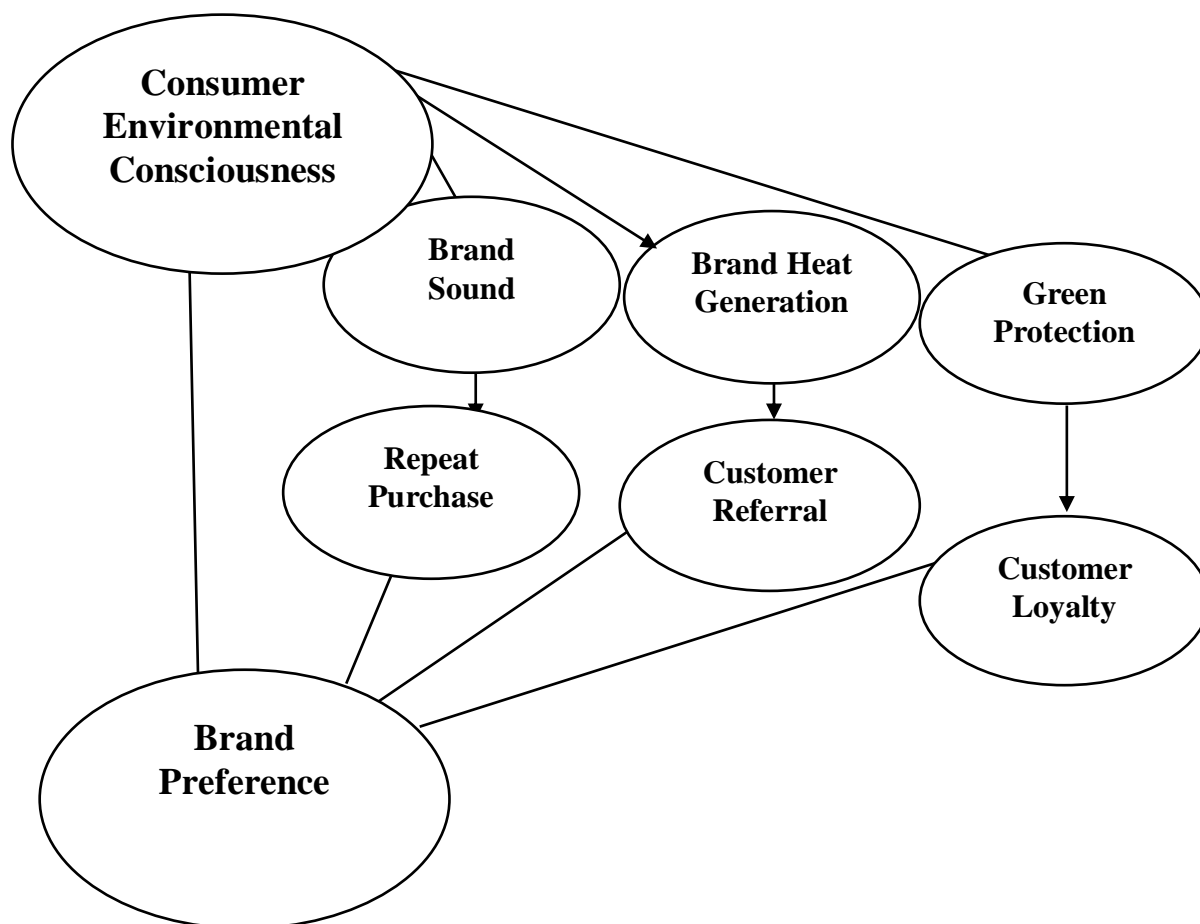 Consumer
Environmental
Consciousness
Brand
Sound
Brand Heat
Generation
Green
Protection
Repeat
Purchase
Customer
Referral
Customer
Loyalty
Brand
Preference